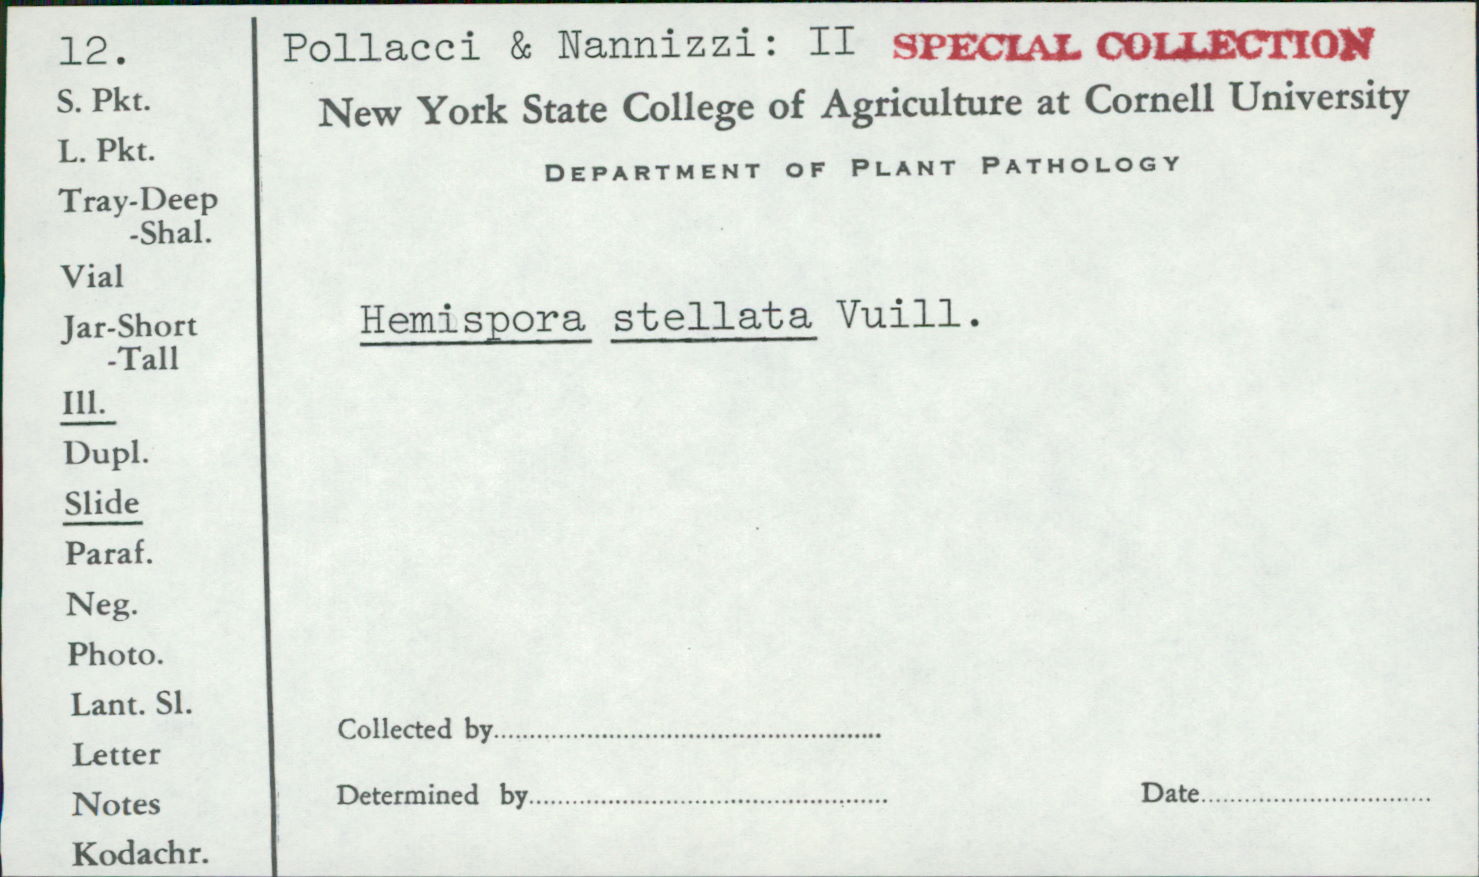 12.
S. Pkt.
L. Pkt.
Tray-Deep
-Shal.
Vial
Jar-Short
-Tall
Ill.
Dupl.
Slide
Paraf.
Neg.
Photo.
Lant. Sl.
Letter
Notes
Kodachr.
Pollacci & Nannizzi: II SPECIAL COLLECTION
New York State College of Agriculture at Cornell University
DEPARTMENT OF PLANT PATHOLOGY
Hemispora stellata Vuill.
Collected by
Determined by
Date